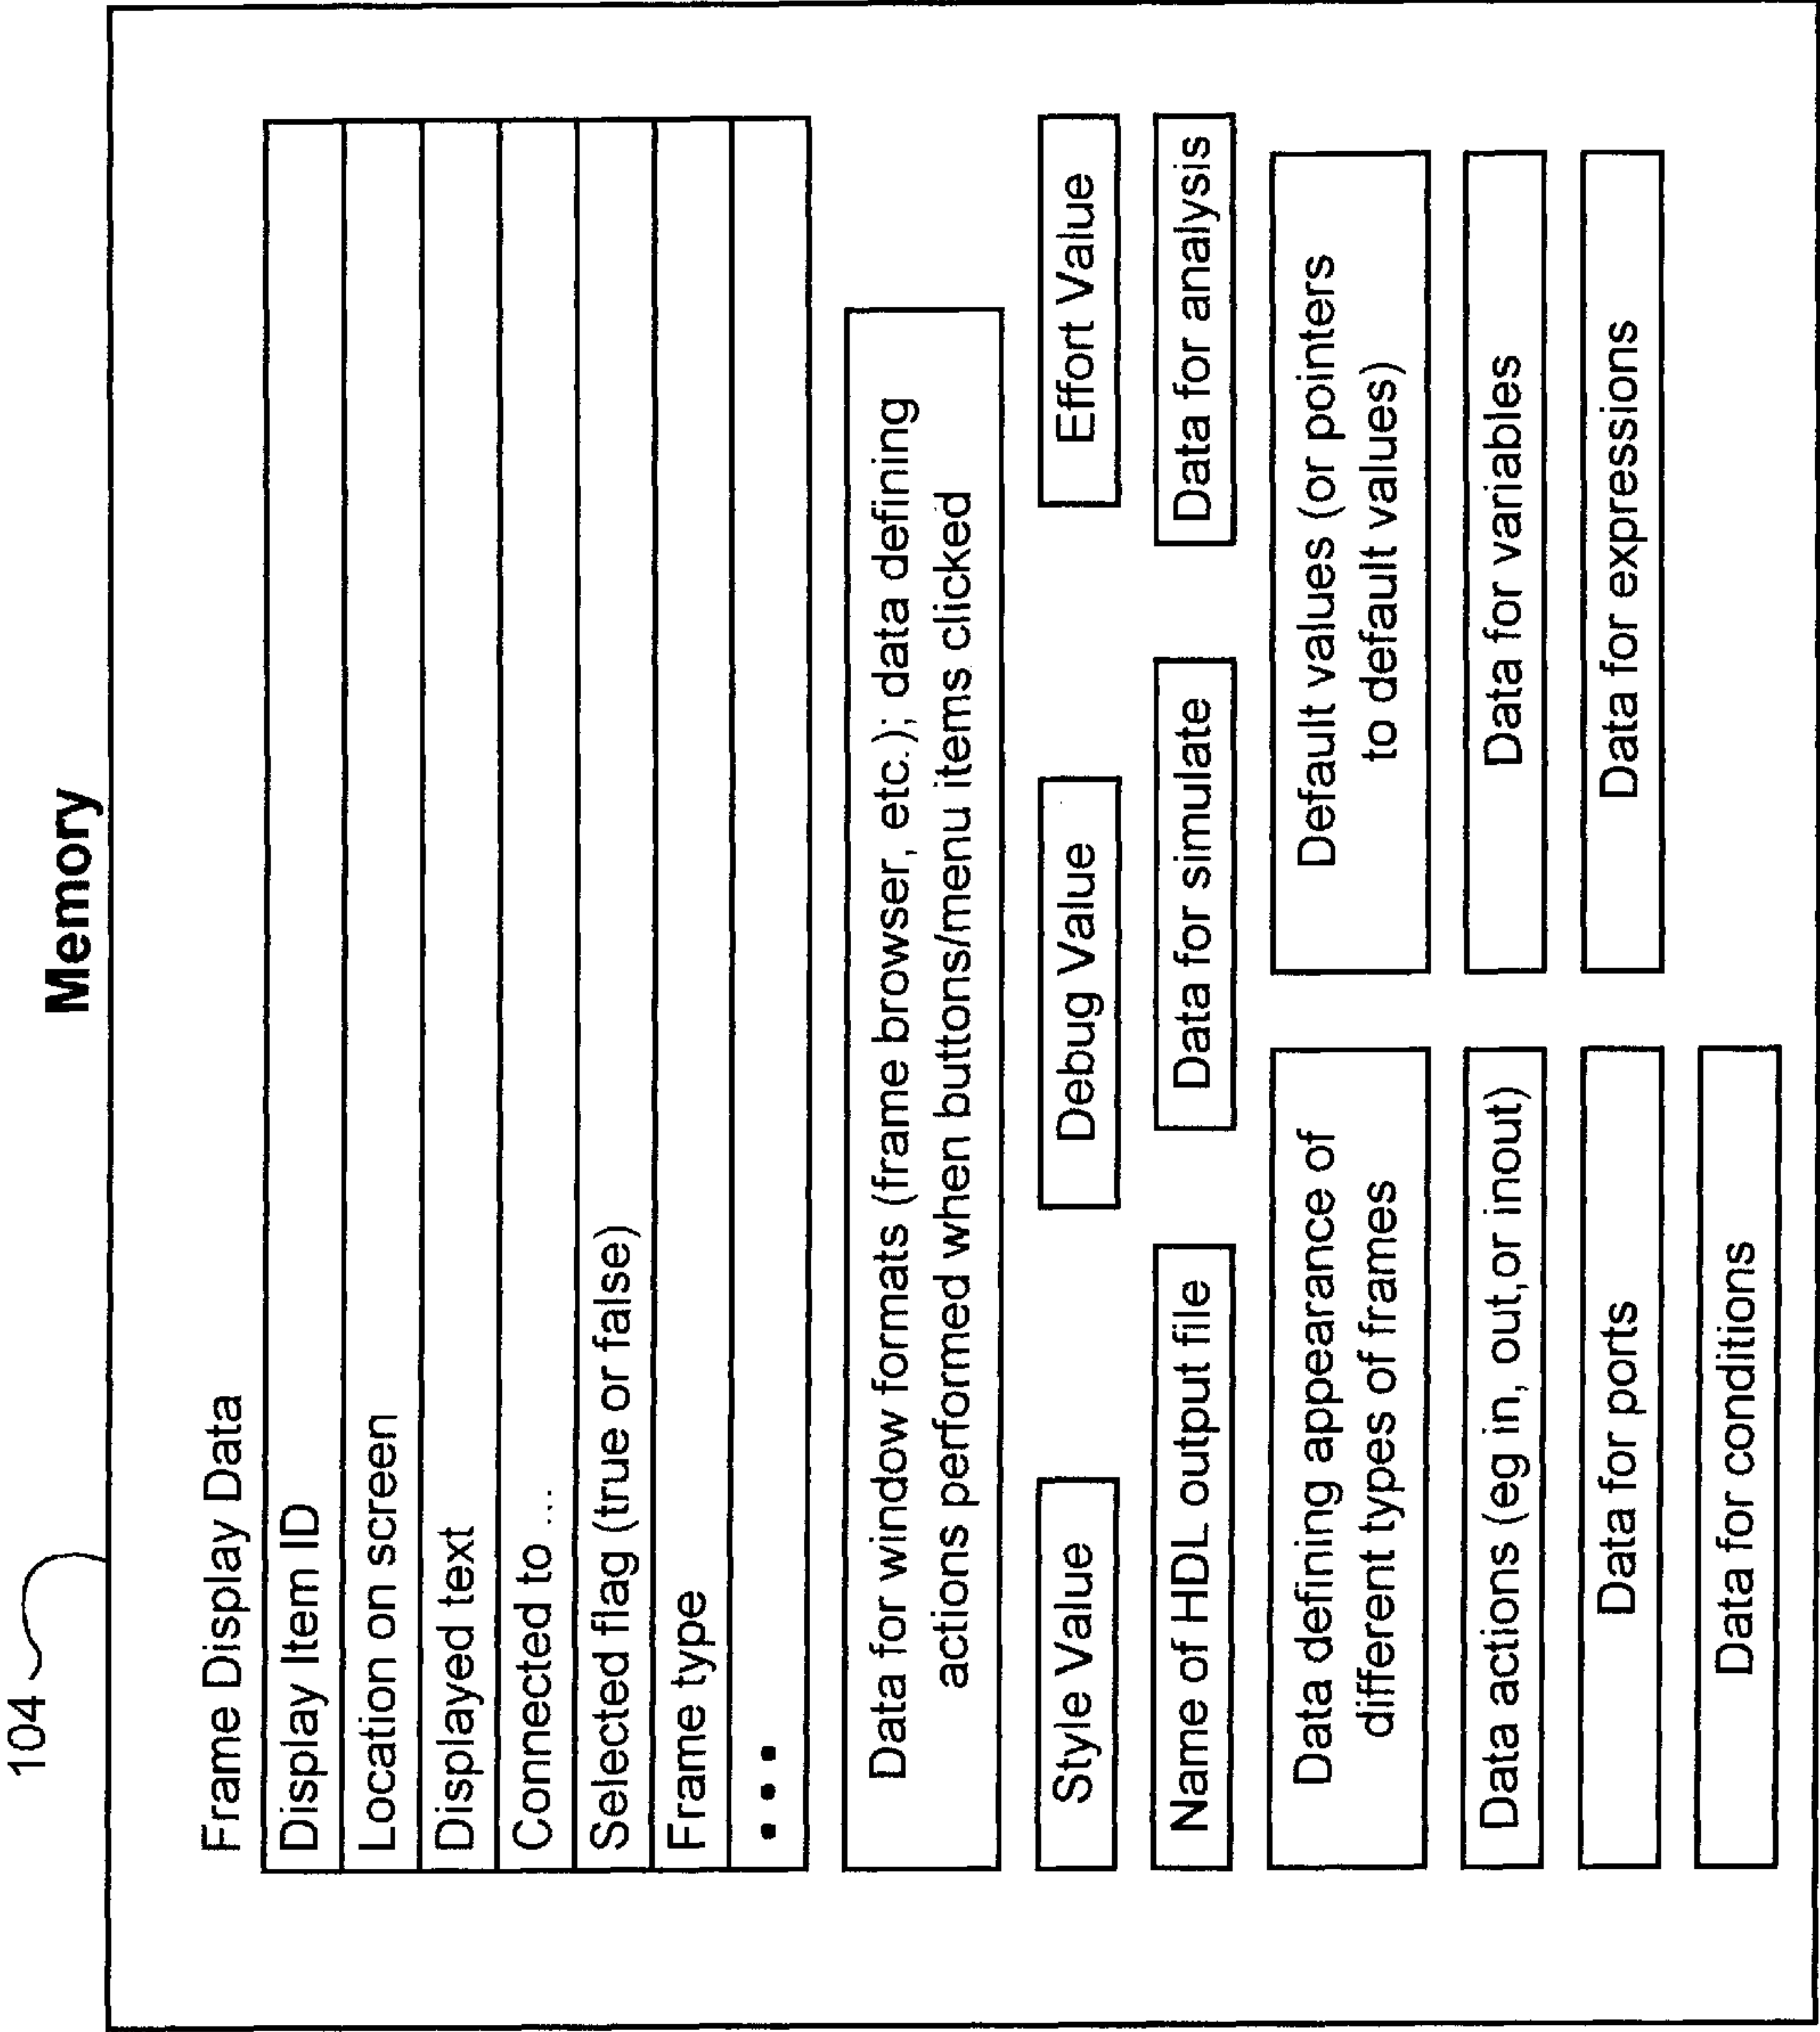 104
Memory
Frame Display Data
Display Item ID
Location on screen
Displayed text
Connected to ...
Selected flag (true or false)
Frame type
• • •
Data for window formats (frame browser, etc.); data defining
actions performed when buttons/menu items clicked
Style Value
Debug Value
Effort Value
Name of HDL output file
Data for simulate
Data for analysis
Data defining appearance of
different types of frames
Default values (or pointers
to default values)
Data actions (eg in, out,or inout)
Data for variables
Data for ports
Data for expressions
Data for conditions